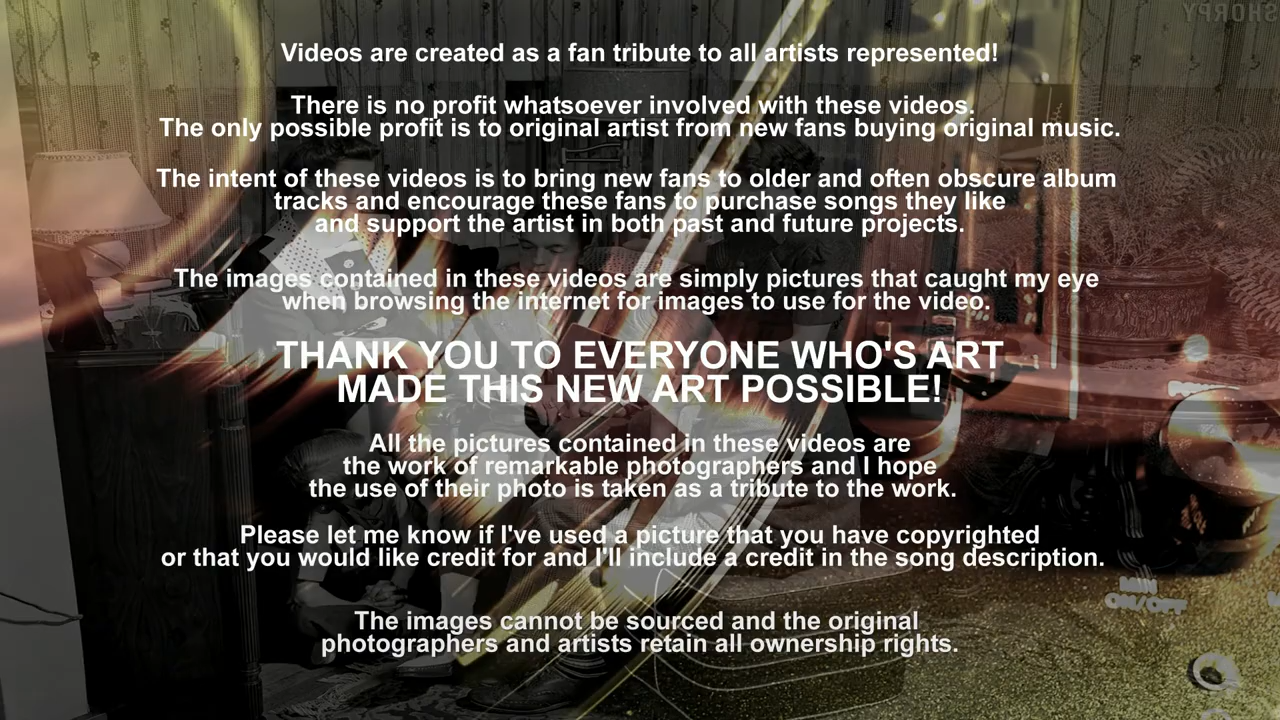 SHORPY
Videos are created as a fan tribute to all artists represented!
There is no profit whatsoever involved with these videos.
The only possible profit is to original artist from new fans buying original music.
The intent of these videos is to bring new fans to older and often obscure album
tracks and encourage these fans to purchase songs they like
and support the artist in both past and future projects.
The images contained in these videos are simply pictures that caught my eye
when browsing the internet for images to use for the video.
THANK YOU TO EVERYONE WHO'S ART
MADE THIS NEW ART POSSIBLE!
All the pictures contained in these videos are
the work of remarkable photographers and I hope
the use of their photo is taken as a tribute to the work.
Please let me know if I've used a picture that you have copyrighted
or that you would like credit for and I'll include a credit in the song description.
ON/OFF
The images cannot be sourced and the original
photographers and artists retain all ownership rights.